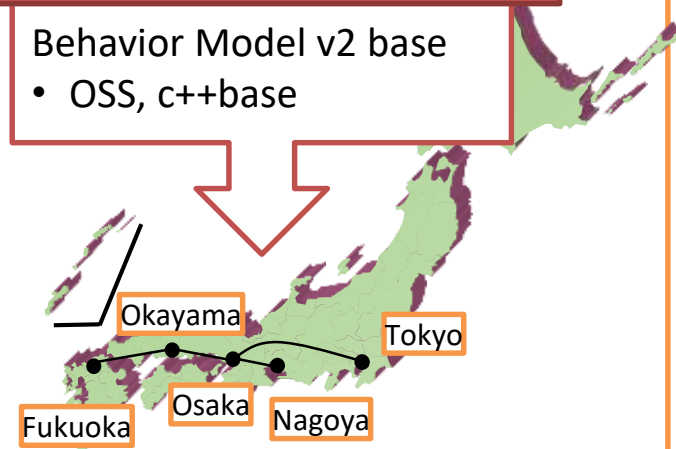 Behavior Model v2 base
• OSS, c++base
Okayama
Tokyo
Osaka
Nagoya
Fukuoka